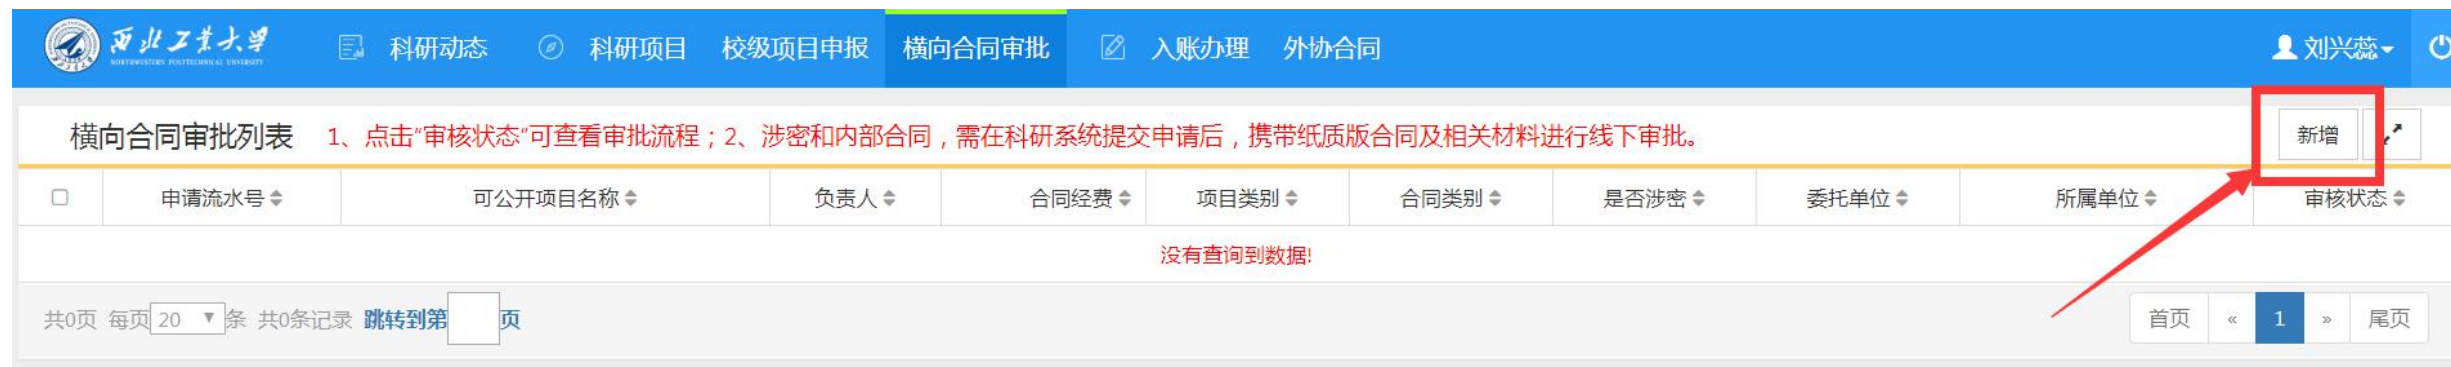 西北工业大学 科研动态 科研项目 校级项目申报 横向合同审批 入账办理 外协合同 刘兴蕊
NORTHWESTERN POLYTECHNICAL UNIVERSITY
横向合同审批列表 1、点击“审核状态”可查看审批流程；2、涉密和内部合同，需在科研系统提交申请后，携带纸质版合同及相关材料进行线下审批。 新增
申请流水号 可公开项目名称 负责人 合同经费 项目类别 合同类别 是否涉密 委托单位 所属单位 审核状态
没有查询到数据!
共0页 每页 20 条 共0条记录 跳转到第 页 首页 « 1 » 尾页